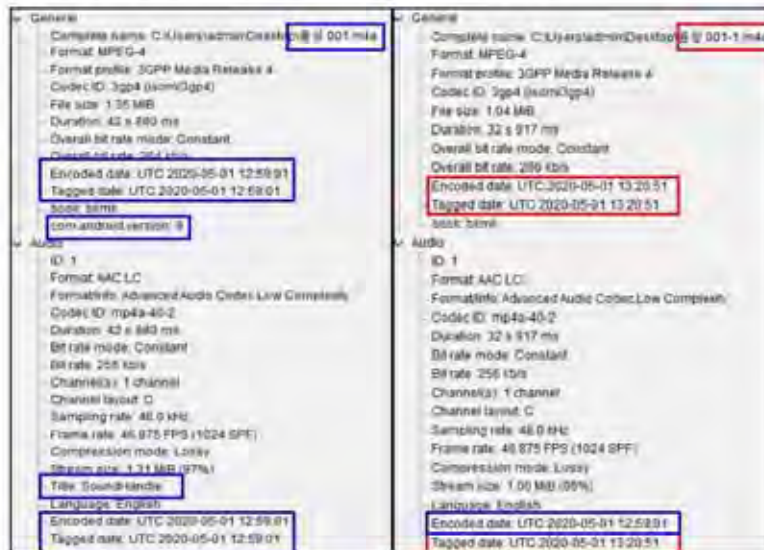 General
Complete name: C:\Users\admin\Desktop\음성 001.m4a
Format: MPEG-4
Format profile: 3GPP Media Release 4
Codec ID: 3gp4 (isom/3gp4)
File size: 1.35 MiB
Duration: 42 s 880 ms
Overall bit rate mode: Constant
Overall bit rate: 264 kb/s
Encoded date: UTC 2020-05-01 12:59:01
Tagged date: UTC 2020-05-01 12:59:01
book: bkmk
com.android.version: 9
Audio
ID: 1
Format: AAC LC
Format/Info: Advanced Audio Codec Low Complexity
Codec ID: mp4a-40-2
Duration: 42 s 880 ms
Bit rate mode: Constant
Bit rate: 256 kb/s
Channel(s): 1 channel
Channel layout: C
Sampling rate: 48.0 kHz
Frame rate: 46.875 FPS (1024 SPF)
Compression mode: Lossy
Stream size: 1.31 MiB (97%)
Title: SoundHandle
Language: English
Encoded date: UTC 2020-05-01 12:59:01
Tagged date: UTC 2020-05-01 12:59:01
General
Complete name: C:\Users\admin\Desktop\음성 001-1.m4a
Format: MPEG-4
Format profile: 3GPP Media Release 4
Codec ID: 3gp4 (isom/3gp4)
File size: 1.04 MiB
Duration: 32 s 917 ms
Overall bit rate mode: Constant
Overall bit rate: 266 kb/s
Encoded date: UTC 2020-05-01 13:20:51
Tagged date: UTC 2020-05-01 13:20:51
book: bkmk
Audio
ID: 1
Format: AAC LC
Format/Info: Advanced Audio Codec Low Complexity
Codec ID: mp4a-40-2
Duration: 32 s 917 ms
Bit rate mode: Constant
Bit rate: 256 kb/s
Channel(s): 1 channel
Channel layout: C
Sampling rate: 48.0 kHz
Frame rate: 46.875 FPS (1024 SPF)
Compression mode: Lossy
Stream size: 1.00 MiB (96%)
Language: English
Encoded date: UTC 2020-05-01 12:59:01
Tagged date: UTC 2020-05-01 13:20:51